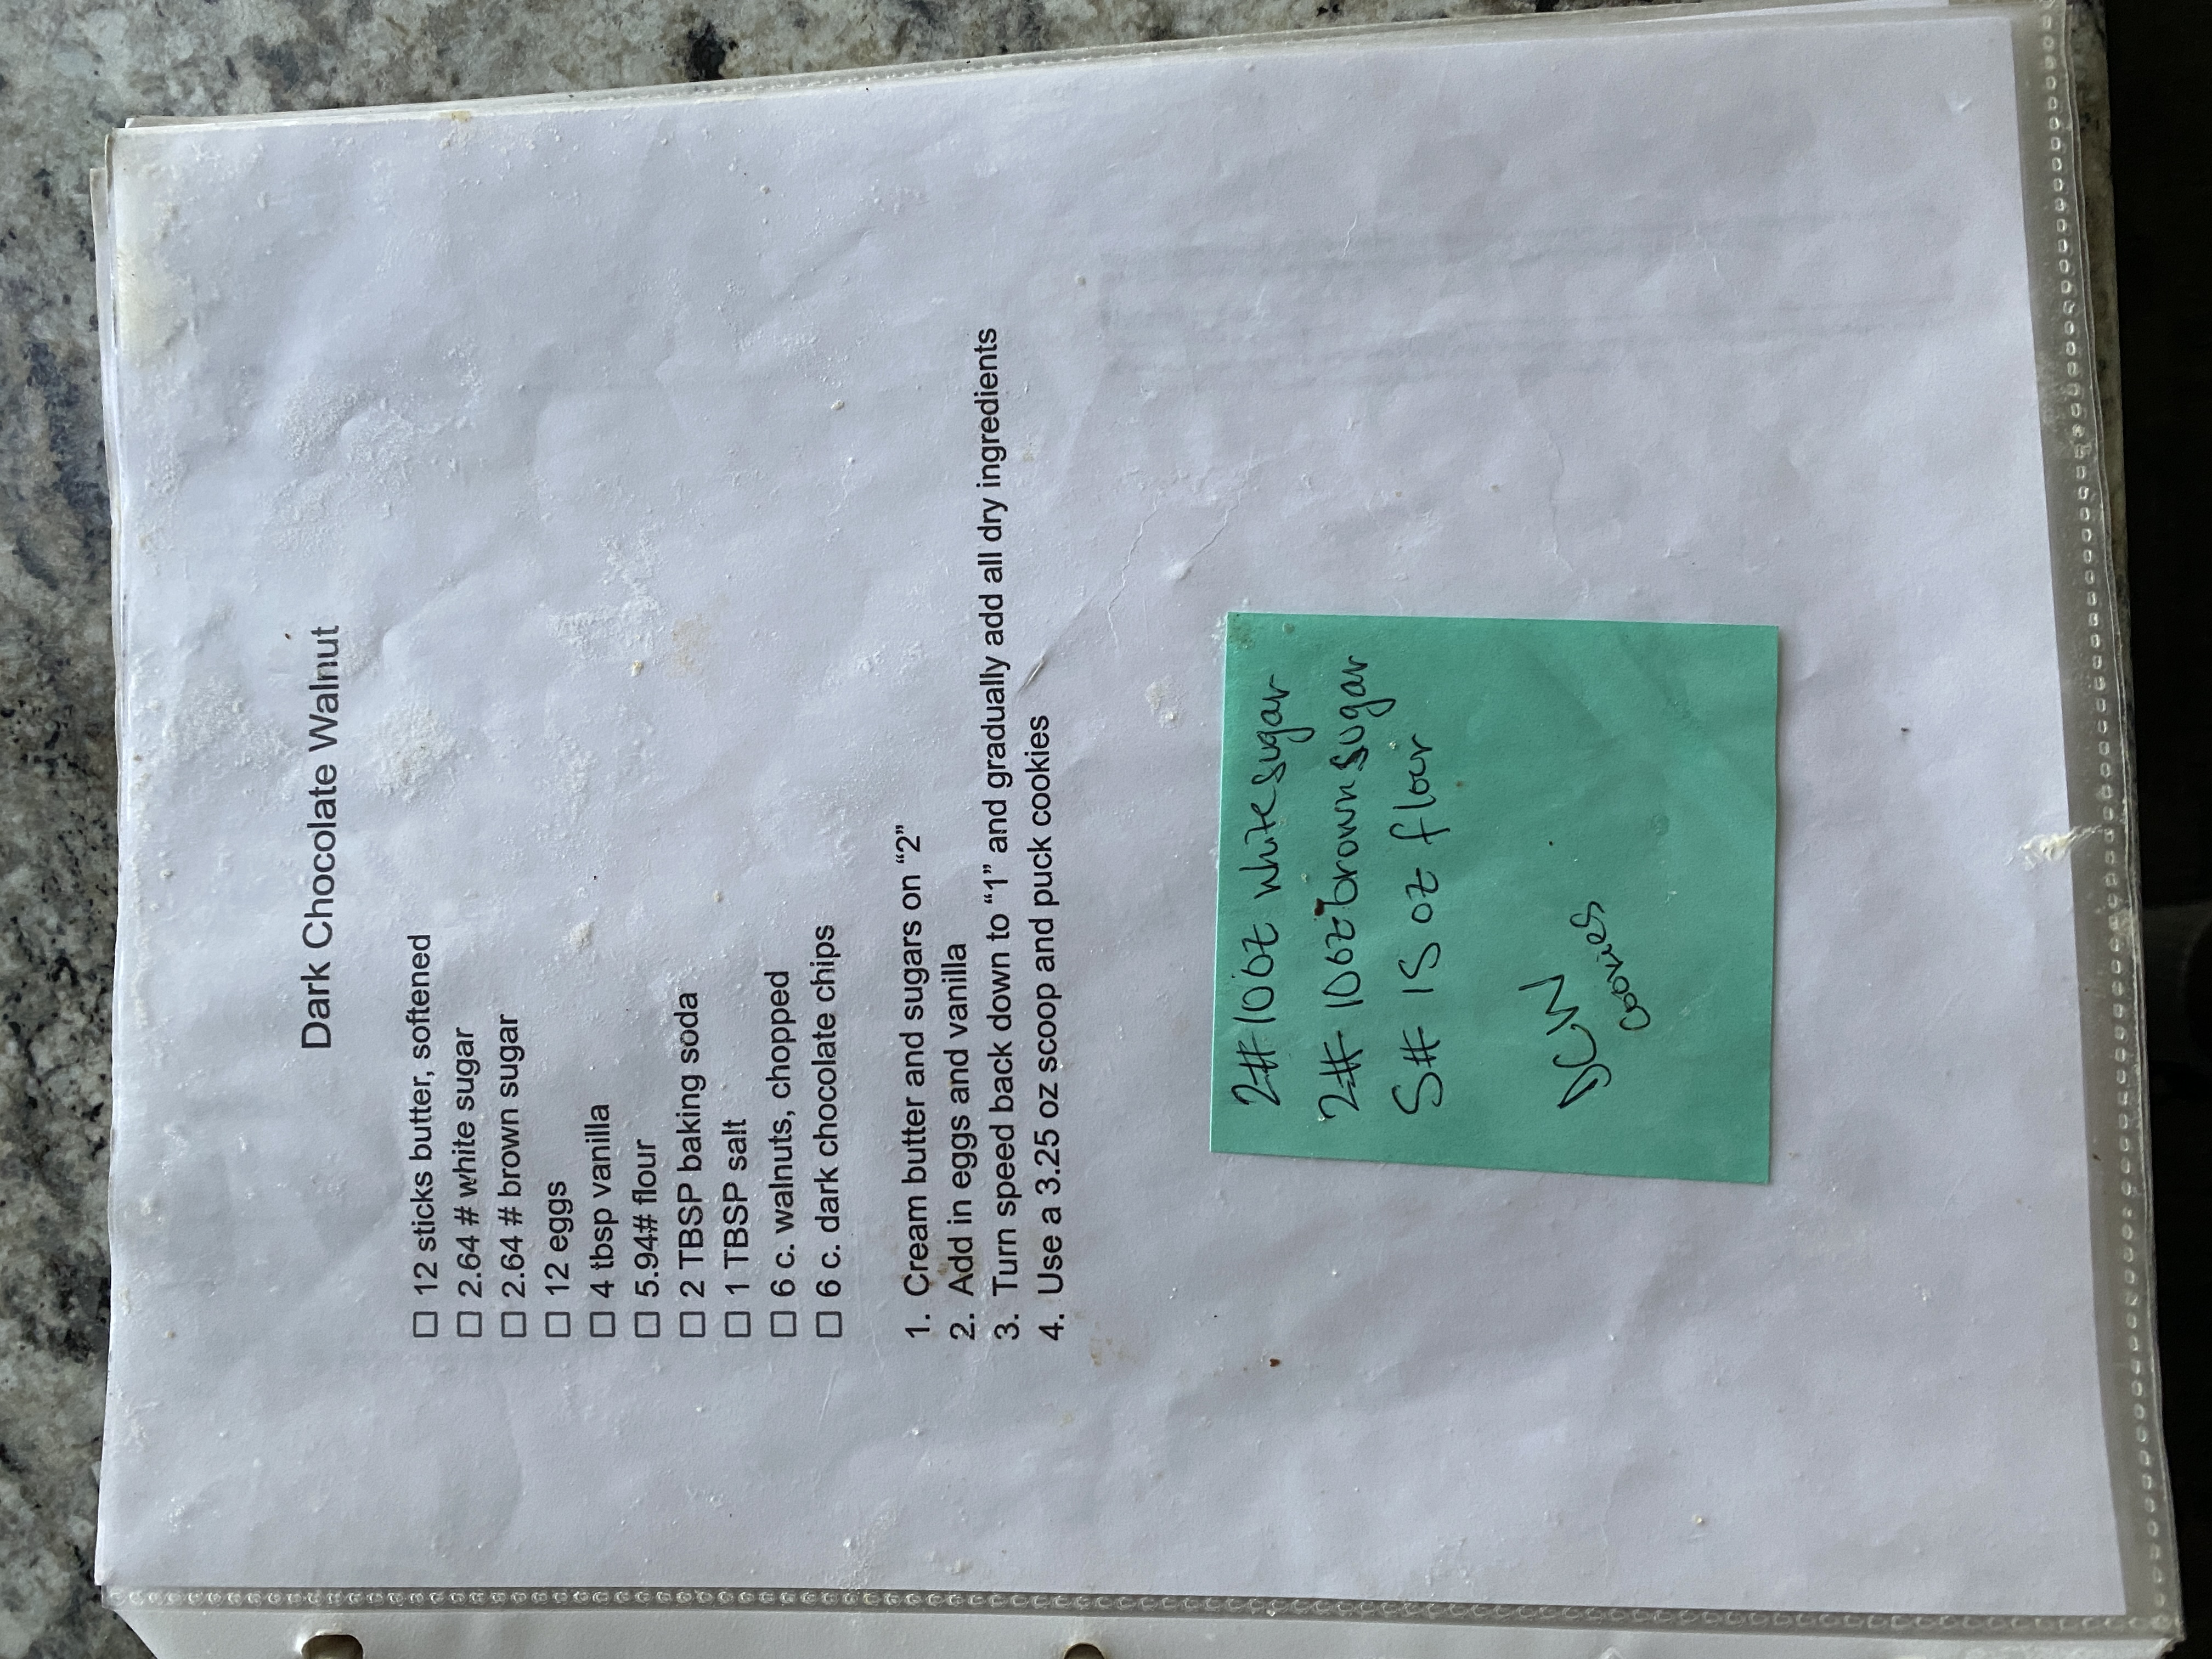 Dark Chocolate Walnut
☐ 12 sticks butter, softened
☐ 2.64 # white sugar
☐ 2.64 # brown sugar
☐ 12 eggs
☐ 4 tbsp vanilla
☐ 5.94# flour
☐ 2 TBSP baking soda
☐ 1 TBSP salt
☐ 6 c. walnuts, chopped
☐ 6 c. dark chocolate chips
1. Cream butter and sugars on “2”
2. Add in eggs and vanilla
3. Turn speed back down to “1” and gradually add all dry ingredients
4. Use a 3.25 oz scoop and puck cookies
2# 10oz white sugar
2# 10oz brown sugar
5# 15 oz flour
DCW
cookies